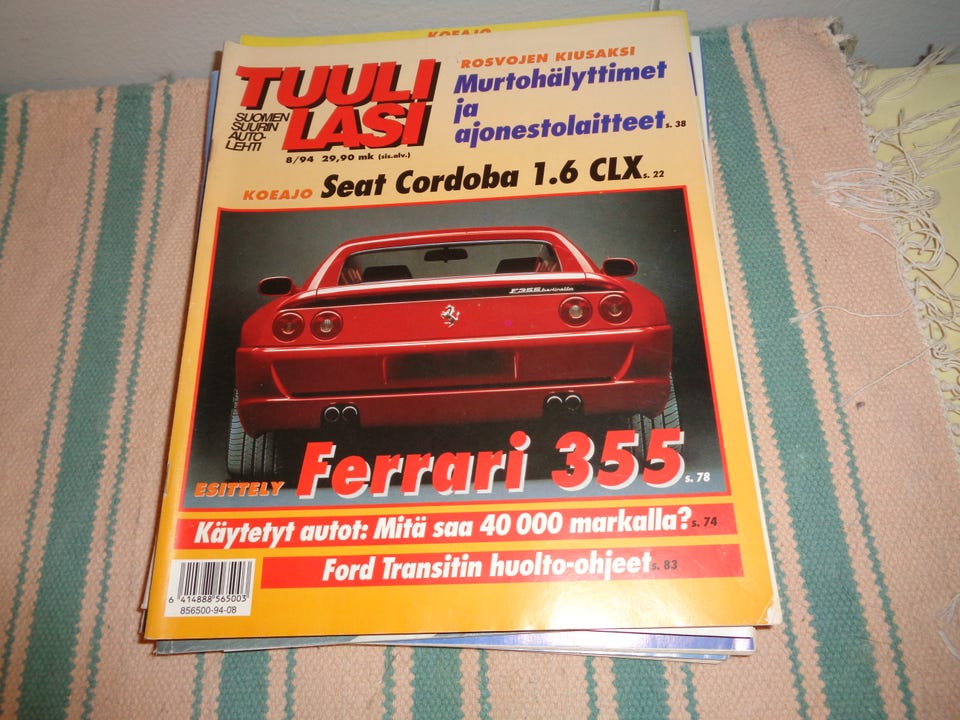 KOEAJO
TUULI
LASI
SUOMEN
SUURIN
AUTO-
LEHTI
8/94 29,90 mk (sis.alv.)
ROSVOJEN KIUSAKSI
Murtohälyttimet
ja
ajonestolaitteet s. 38
KOEAJO Seat Cordoba 1.6 CLX s. 22
F355 berlinetta
ESITTELY Ferrari 355 s. 78
Käytetyt autot: Mitä saa 40 000 markalla? s. 74
Ford Transitin huolto-ohjeet s. 83
6 414888 565003
856500-94-08